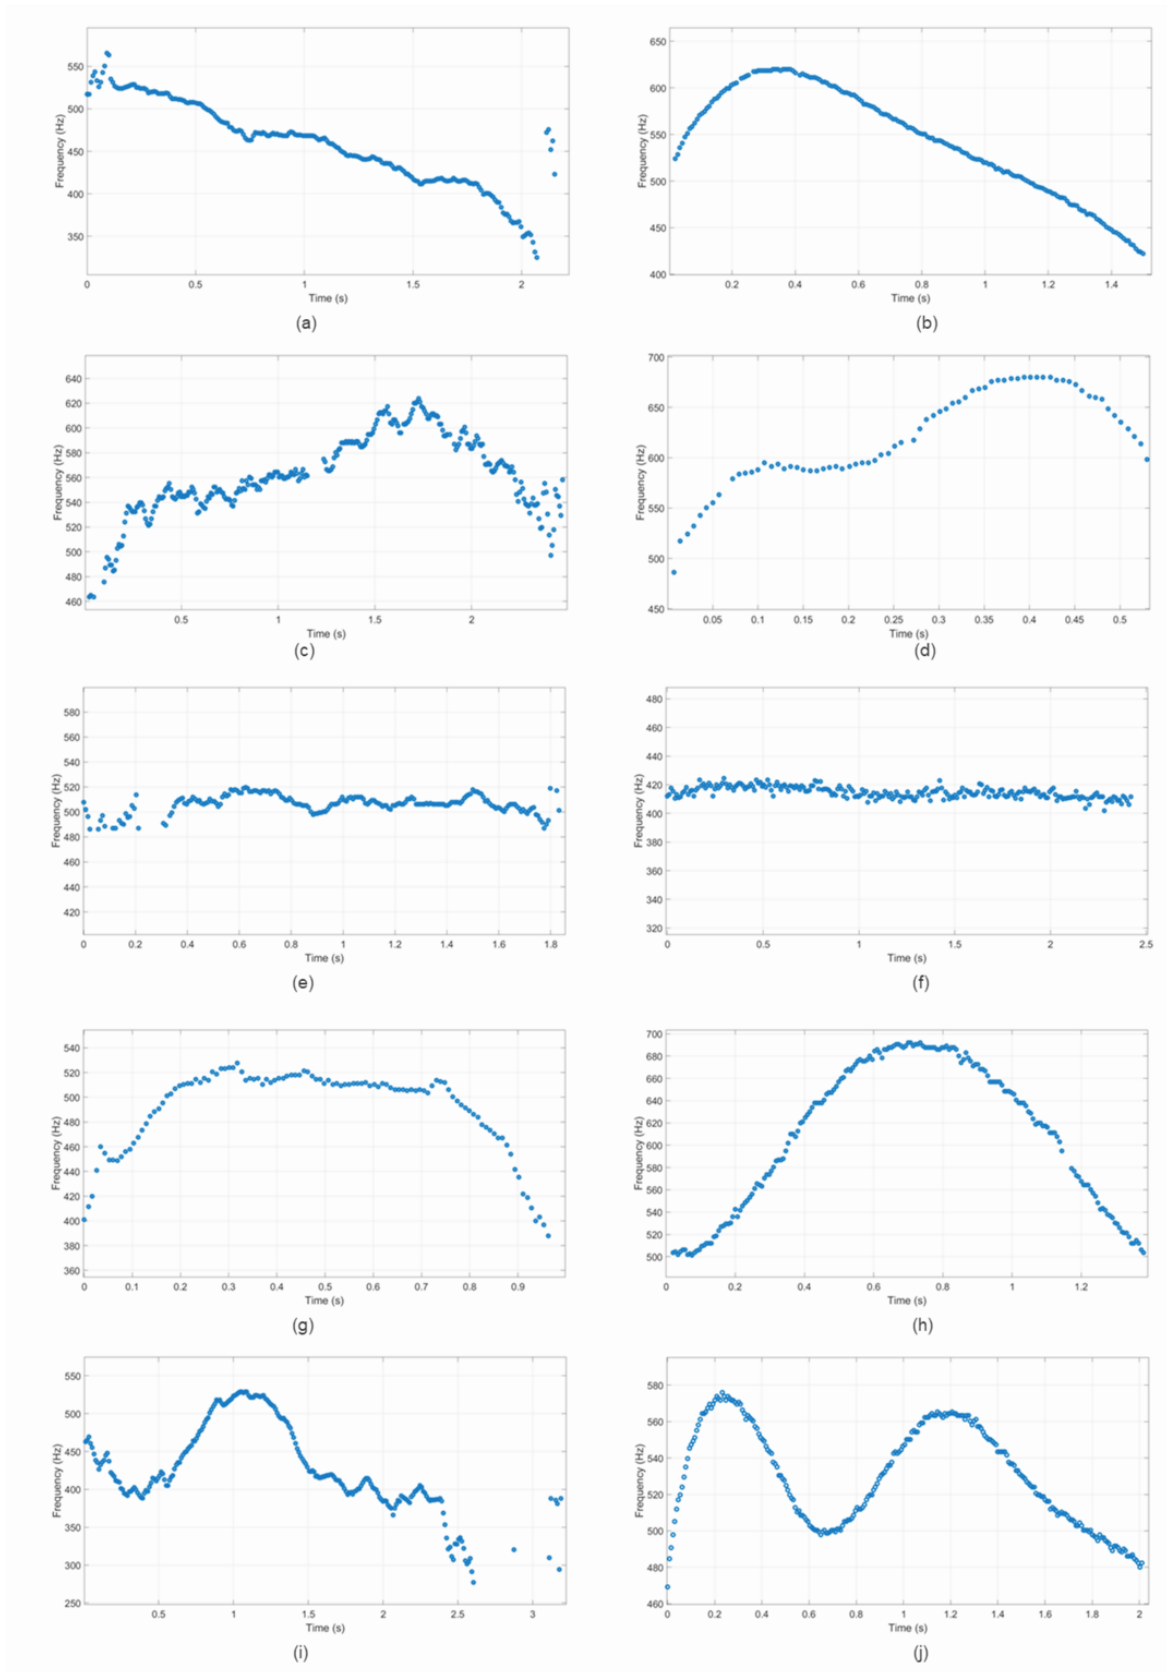 550
500
450
400
350
0 0.5 1 1.5 2
Frequency (Hz)
Time (s)
(a)
650
600
550
500
450
400
0.2 0.4 0.6 0.8 1 1.2 1.4
Frequency (Hz)
Time (s)
(b)
640
620
600
580
560
540
520
500
480
460
0.5 1 1.5 2
Frequency (Hz)
Time (s)
(c)
700
650
600
550
500
450
0.05 0.1 0.15 0.2 0.25 0.3 0.35 0.4 0.45 0.5
Frequency (Hz)
Time (s)
(d)
580
560
540
520
500
480
460
440
420
0 0.2 0.4 0.6 0.8 1 1.2 1.4 1.6 1.8
Frequency (Hz)
Time (s)
(e)
480
460
440
420
400
380
360
340
320
0 0.5 1 1.5 2 2.5
Frequency (Hz)
Time (s)
(f)
540
520
500
480
460
440
420
400
380
360
0 0.1 0.2 0.3 0.4 0.5 0.6 0.7 0.8 0.9
Frequency (Hz)
Time (s)
(g)
700
680
660
640
620
600
580
560
540
520
500
0 0.2 0.4 0.6 0.8 1 1.2
Frequency (Hz)
Time (s)
(h)
550
500
450
400
350
300
250
0.5 1 1.5 2 2.5 3
Frequency (Hz)
Time (s)
(i)
580
560
540
520
500
480
460
0 0.2 0.4 0.6 0.8 1 1.2 1.4 1.6 1.8 2
Frequency (Hz)
Time (s)
(j)